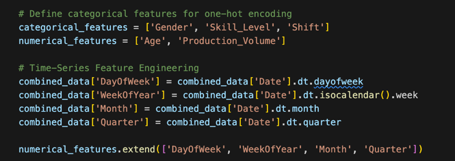 # Define categorical features for one-hot encoding
categorical_features = ['Gender', 'Skill_Level', 'Shift']
numerical_features = ['Age', 'Production_Volume']
# Time-Series Feature Engineering
combined_data['DayOfWeek'] = combined_data['Date'].dt.dayofweek
combined_data['WeekOfYear'] = combined_data['Date'].dt.isocalendar().week
combined_data['Month'] = combined_data['Date'].dt.month
combined_data['Quarter'] = combined_data['Date'].dt.quarter
numerical_features.extend(['DayOfWeek', 'WeekOfYear', 'Month', 'Quarter'])